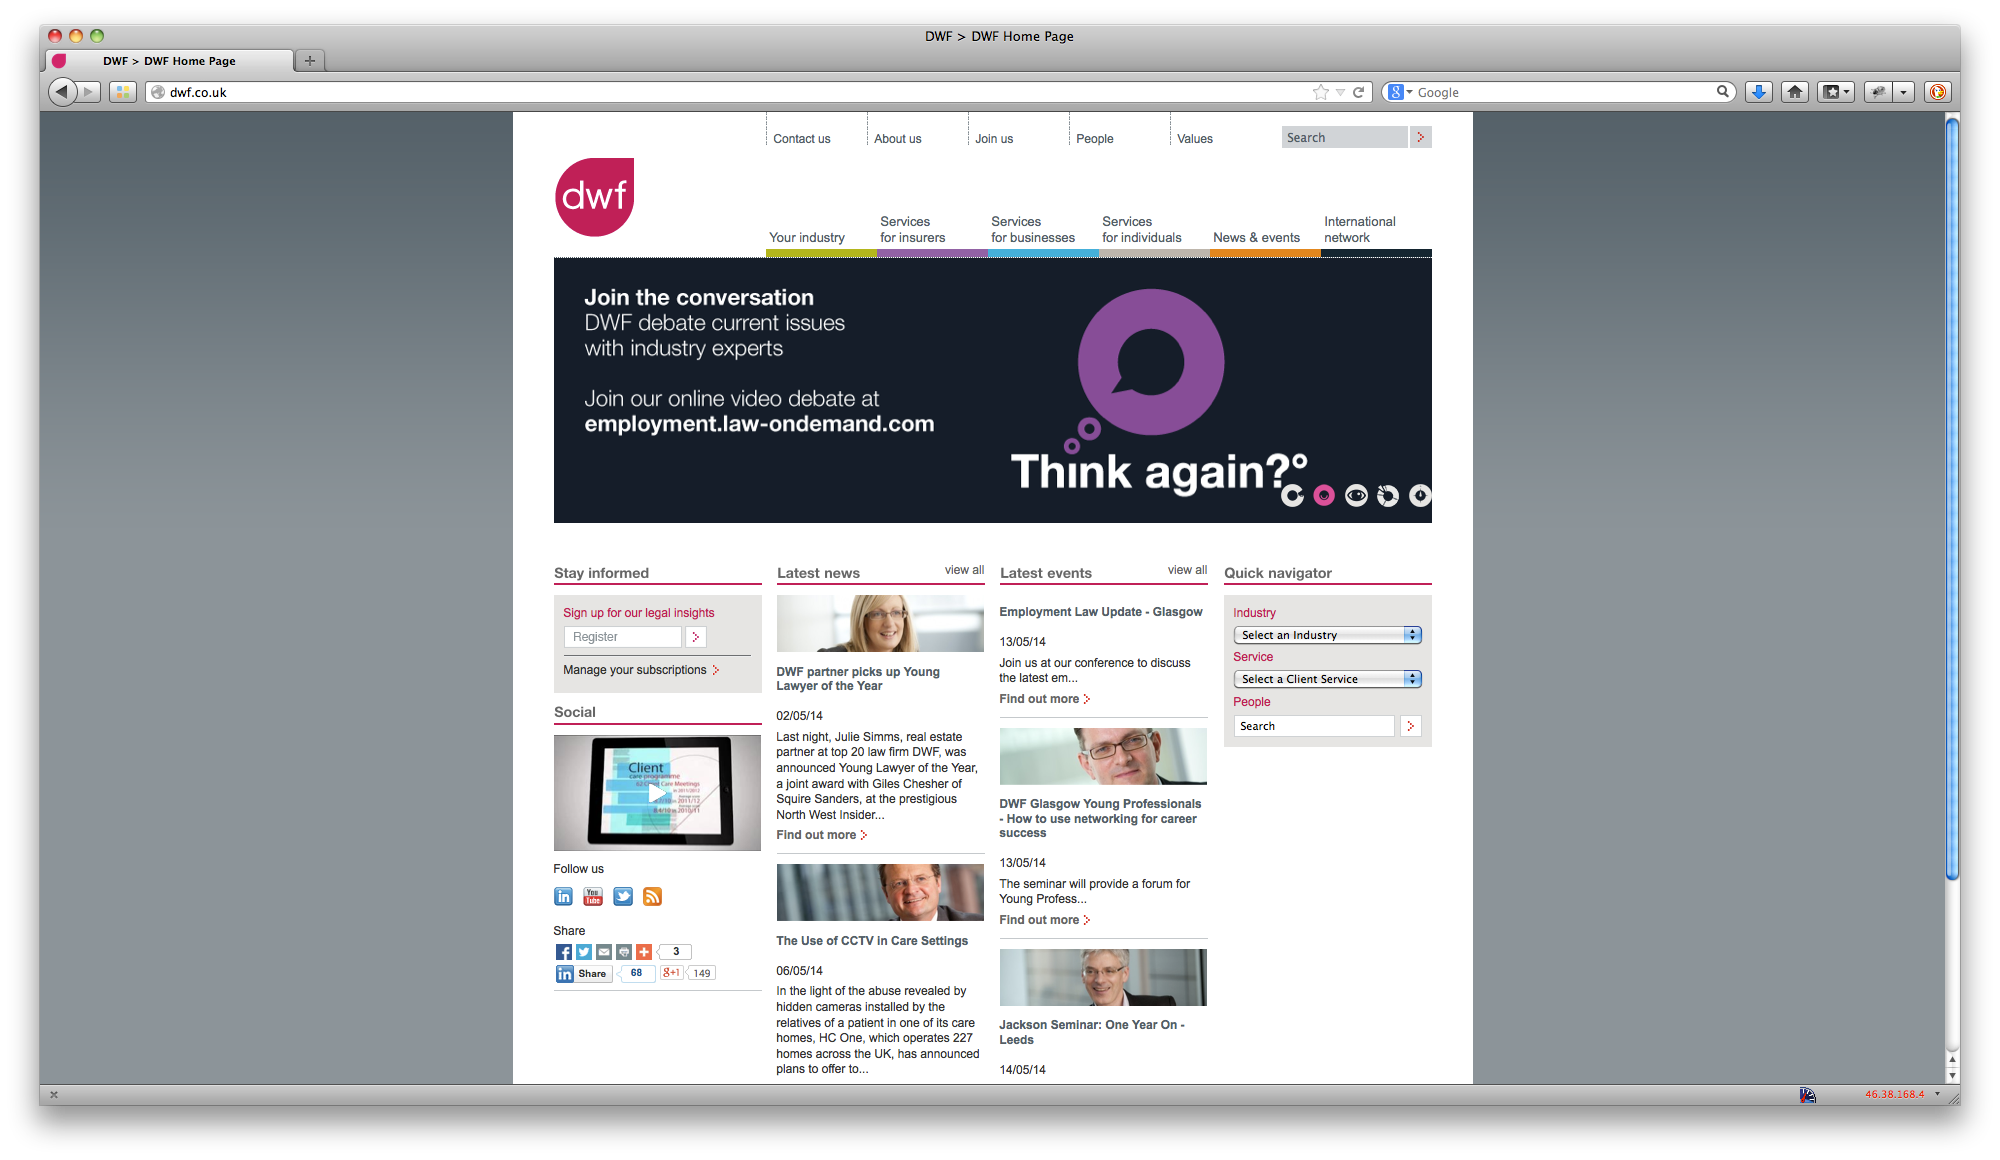 DWF > DWF Home Page
DWF > DWF Home Page
dwf.co.uk
Google
Contact us
About us
Join us
People
Values
Search
dwf
Your industry
Services
for insurers
Services
for businesses
Services
for individuals
News & events
International
network
Join the conversation
DWF debate current issues
with industry experts
Join our online video debate at
employment.law-ondemand.com
Think again?°
Stay informed
Sign up for our legal insights
Register
Manage your subscriptions
Social
Client
care programme
Follow us
in
You
Tube
Share
3
in Share
68
g+1
149
Latest news
view all
DWF partner picks up Young
Lawyer of the Year
02/05/14
Last night, Julie Simms, real estate
partner at top 20 law firm DWF, was
announced Young Lawyer of the Year,
a joint award with Giles Chesher of
Squire Sanders, at the prestigious
North West Insider...
Find out more
The Use of CCTV in Care Settings
06/05/14
In the light of the abuse revealed by
hidden cameras installed by the
relatives of a patient in one of its care
homes, HC One, which operates 227
homes across the UK, has announced
plans to offer to...
Latest events
view all
Employment Law Update - Glasgow
13/05/14
Join us at our conference to discuss
the latest em...
Find out more
DWF Glasgow Young Professionals
- How to use networking for career
success
13/05/14
The seminar will provide a forum for
Young Profess...
Find out more
Jackson Seminar: One Year On -
Leeds
14/05/14
Quick navigator
Industry
Select an Industry
Service
Select a Client Service
People
Search
46.38.168.4